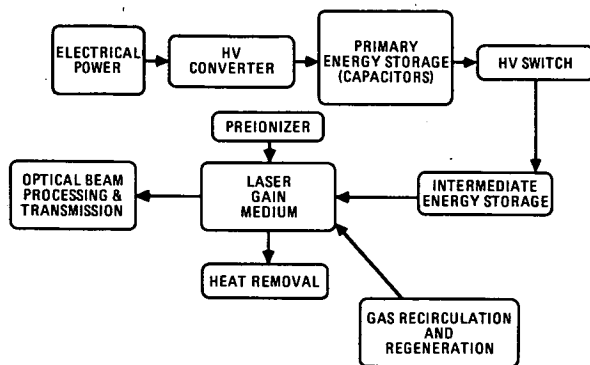 ELECTRICAL
POWER
HV
CONVERTER
PRIMARY
ENERGY STORAGE
(CAPACITORS)
HV SWITCH
PREIONIZER
OPTICAL BEAM
PROCESSING &
TRANSMISSION
LASER
GAIN
MEDIUM
INTERMEDIATE
ENERGY STORAGE
HEAT REMOVAL
GAS RECIRCULATION
AND
REGENERATION